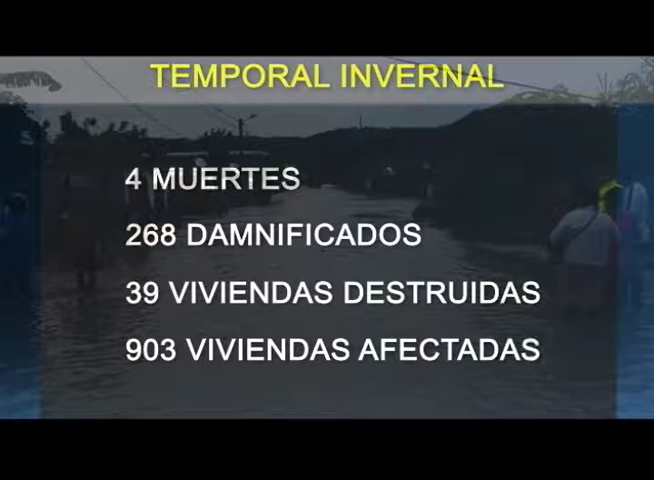 TEMPORAL INVERNAL
4 MUERTES
268 DAMNIFICADOS
39 VIVIENDAS DESTRUIDAS
903 VIVIENDAS AFECTADAS